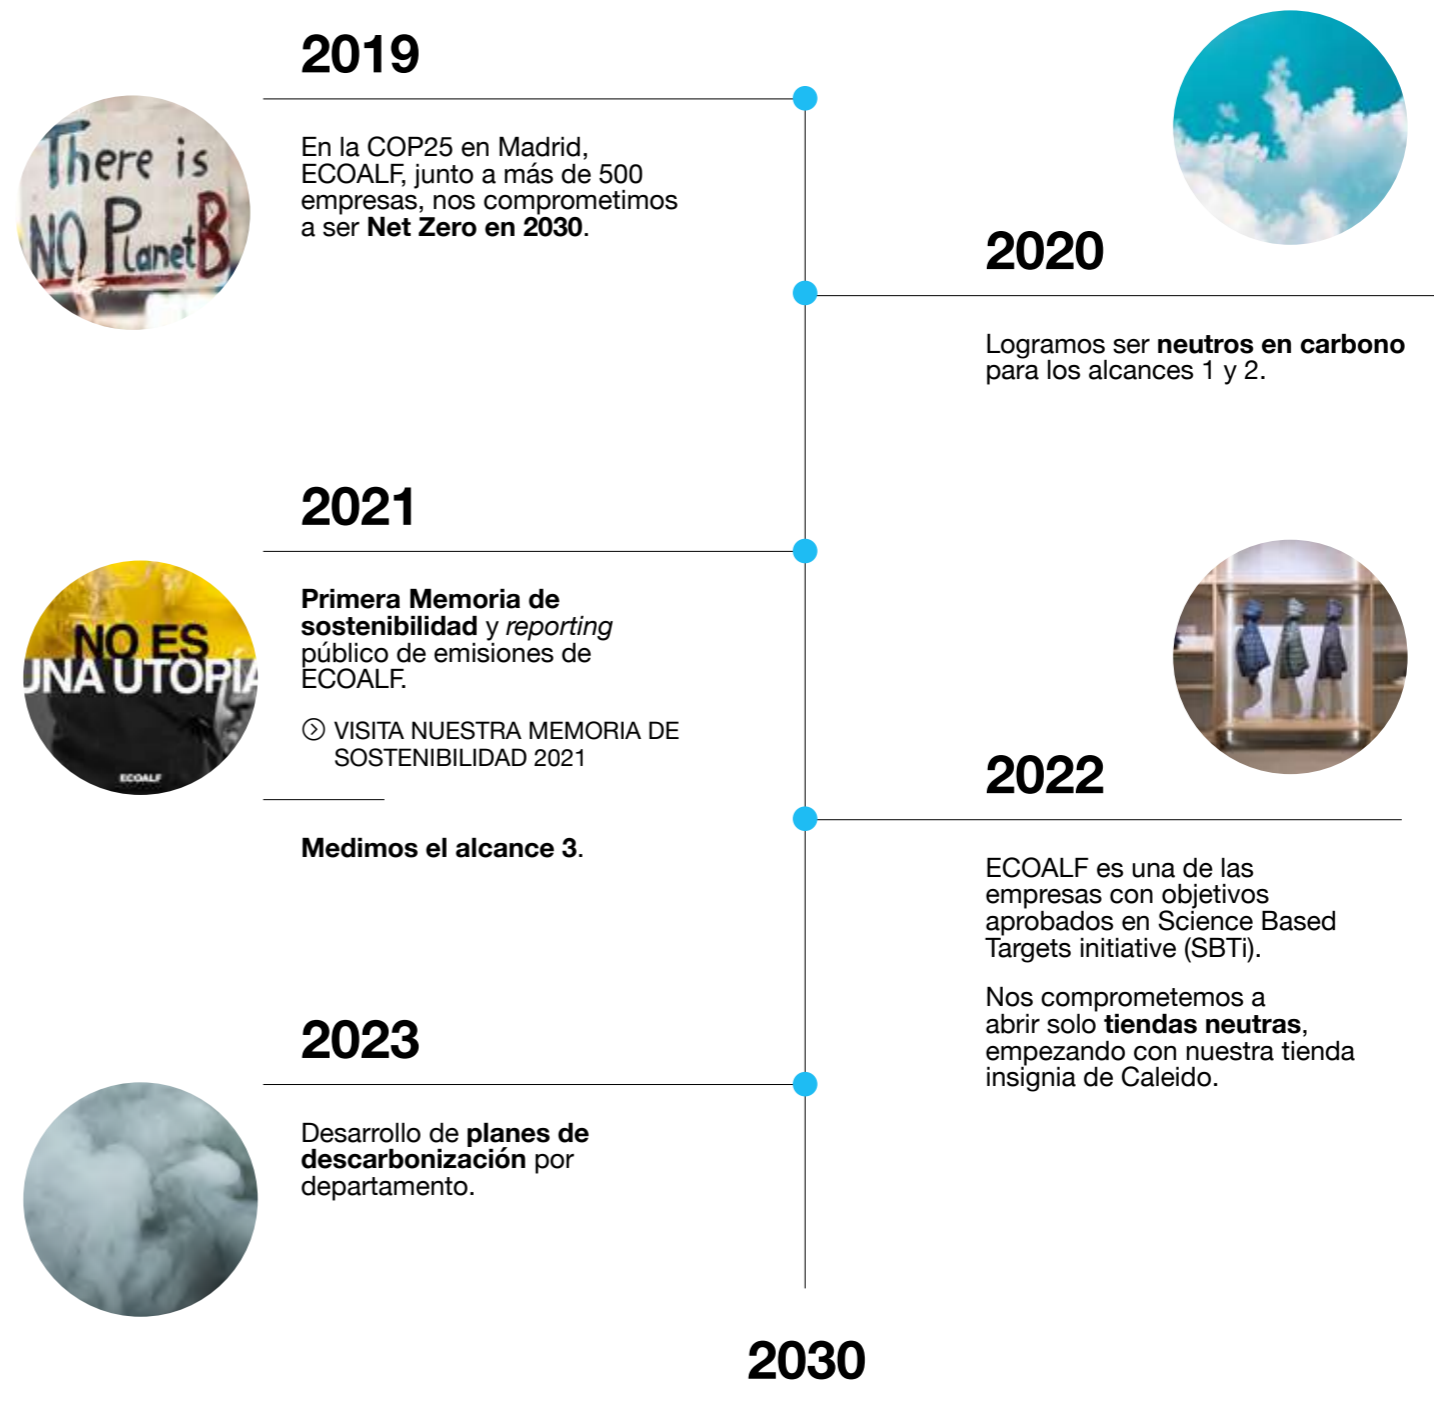 2019
There is
NO Planet B
En la COP25 en Madrid,
ECOALF, junto a más de 500
empresas, nos comprometimos
a ser Net Zero en 2030.
2020
Logramos ser neutros en carbono
para los alcances 1 y 2.
2021
NO ES
UNA UTOPIA
ECOALF
Primera Memoria de
sostenibilidad y reporting
público de emisiones de
ECOALF.
VISITA NUESTRA MEMORIA DE
SOSTENIBILIDAD 2021
Medimos el alcance 3.
2022
ECOALF es una de las
empresas con objetivos
aprobados en Science Based
Targets initiative (SBTi).
Nos comprometemos a
abrir solo tiendas neutras,
empezando con nuestra tienda
insignia de Caleido.
2023
Desarrollo de planes de
descarbonización por
departamento.
2030